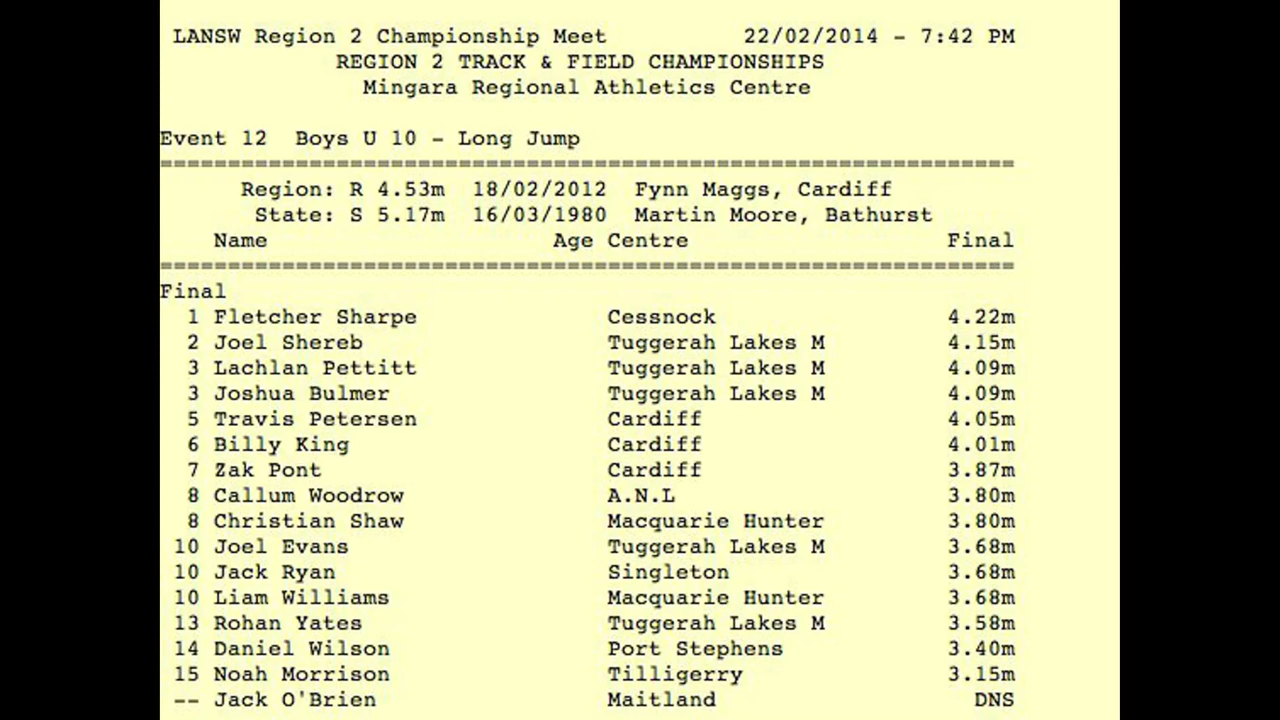 LANSW Region 2 Championship Meet 22/02/2014 - 7:42 PM
REGION 2 TRACK & FIELD CHAMPIONSHIPS
Mingara Regional Athletics Centre
Event 12 Boys U 10 - Long Jump
===============================================================
Region: R 4.53m 18/02/2012 Fynn Maggs, Cardiff
State: S 5.17m 16/03/1980 Martin Moore, Bathurst
Name Age Centre Final
===============================================================
Final
1 Fletcher Sharpe Cessnock 4.22m
2 Joel Shereb Tuggerah Lakes M 4.15m
3 Lachlan Pettitt Tuggerah Lakes M 4.09m
3 Joshua Bulmer Tuggerah Lakes M 4.09m
5 Travis Petersen Cardiff 4.05m
6 Billy King Cardiff 4.01m
7 Zak Pont Cardiff 3.87m
8 Callum Woodrow A.N.L 3.80m
8 Christian Shaw Macquarie Hunter 3.80m
10 Joel Evans Tuggerah Lakes M 3.68m
10 Jack Ryan Singleton 3.68m
10 Liam Williams Macquarie Hunter 3.68m
13 Rohan Yates Tuggerah Lakes M 3.58m
14 Daniel Wilson Port Stephens 3.40m
15 Noah Morrison Tilligerry 3.15m
-- Jack O'Brien Maitland DNS